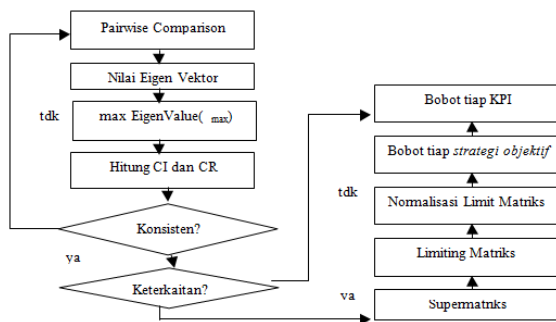 Pairwise Comparison
Nilai Eigen Vektor
tdk
max EigenValue( max)
Hitung CI dan CR
Konsisten?
ya
Keterkaitan?
Bobot tiap KPI
Bobot tiap strategi objektif
tdk
Normalisasi Limit Matriks
Limiting Matriks
ya
Supermatriks